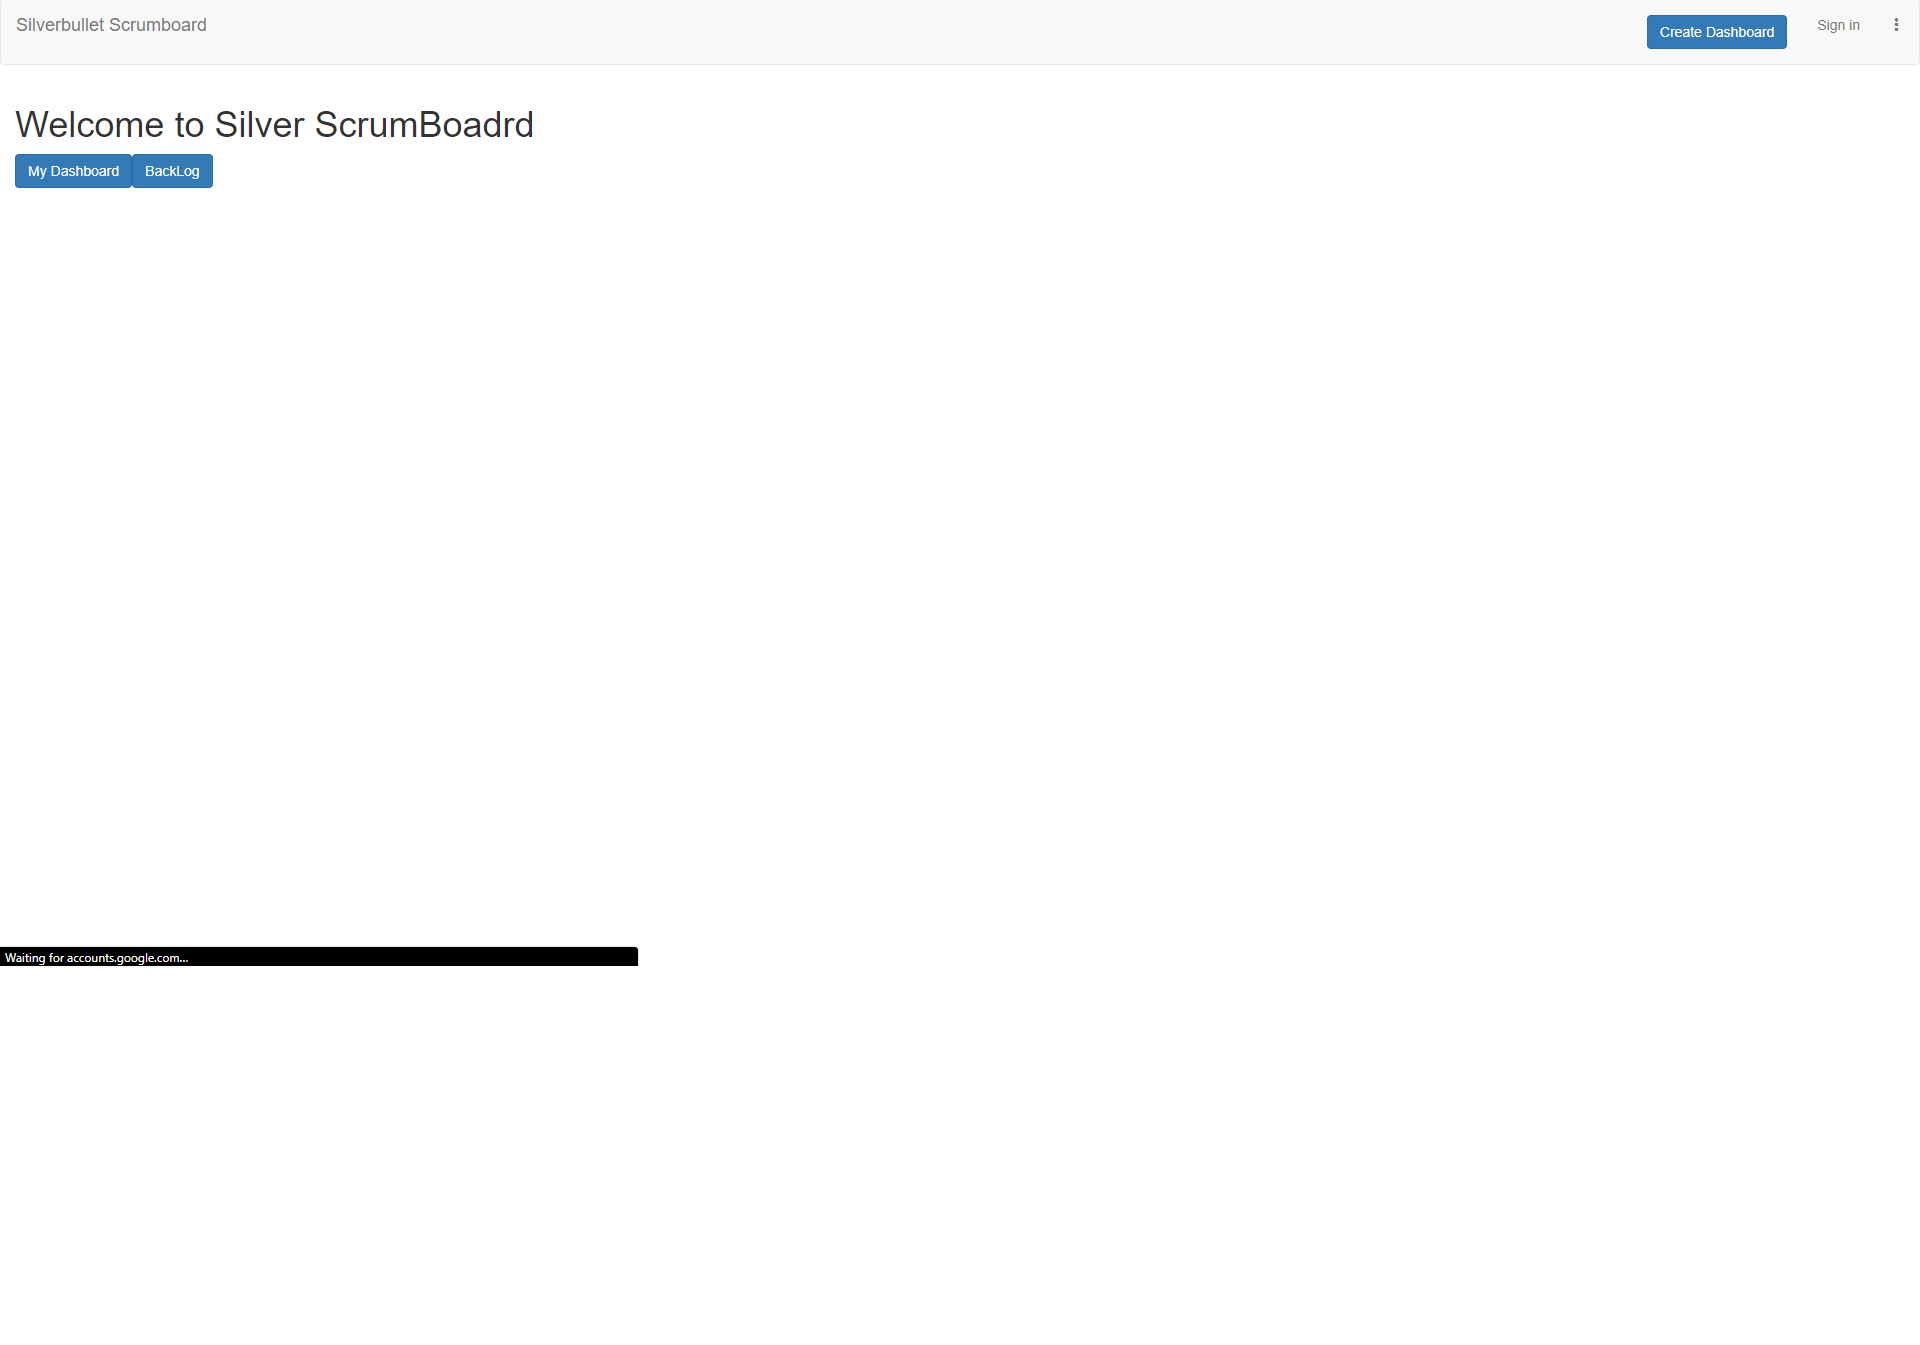 Silverbullet Scrumboard
Create Dashboard
Sign in
Welcome to Silver ScrumBoadrd
My Dashboard
BackLog
Waiting for accounts.google.com...